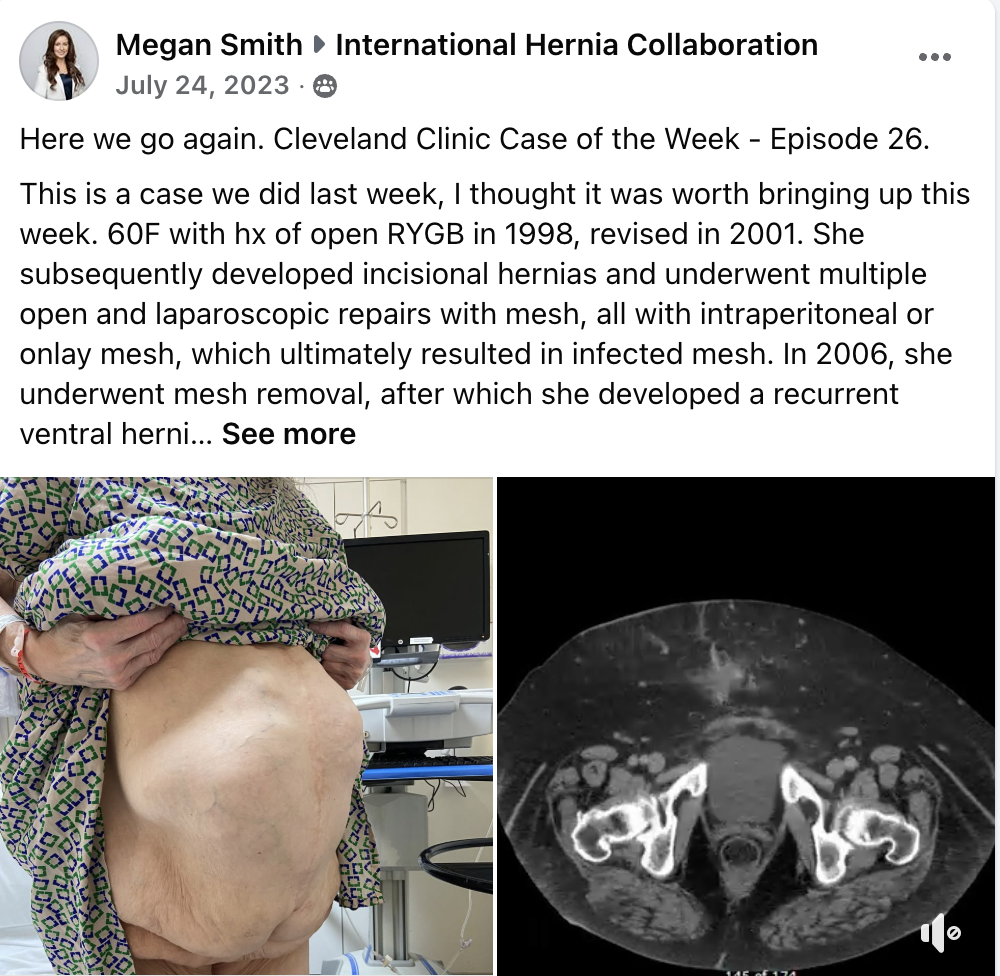 Megan Smith ▸ International Hernia Collaboration
July 24, 2023 ·
Here we go again. Cleveland Clinic Case of the Week - Episode 26.
This is a case we did last week, I thought it was worth bringing up this
week. 60F with hx of open RYGB in 1998, revised in 2001. She
subsequently developed incisional hernias and underwent multiple
open and laparoscopic repairs with mesh, all with intraperitoneal or
onlay mesh, which ultimately resulted in infected mesh. In 2006, she
underwent mesh removal, after which she developed a recurrent
ventral herni... See more
145 of 174